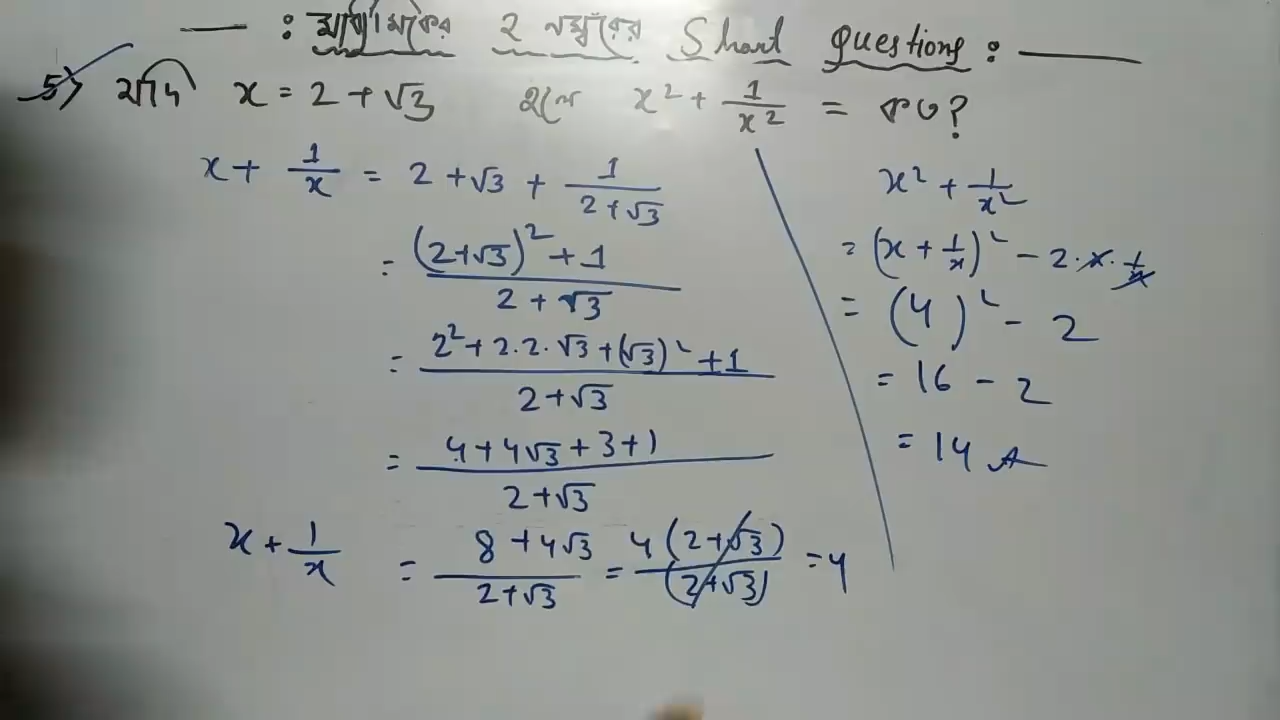 : মাধ্যমিকের ২ নম্বরের Short questions :
5> যদি x = 2 + √3 হলে x² + 1/x² = কত?
x + 1/x = 2 + √3 + 1/(2 + √3)
= ((2+√3)² + 1)/(2 + √3)
= (2² + 2.2.√3 + (√3)² + 1)/(2 + √3)
= (4 + 4√3 + 3 + 1)/(2 + √3)
x + 1/x = (8 + 4√3)/(2 + √3) = 4(2 + √3)/(2 + √3) = 4
x² + 1/x²
= (x + 1/x)² - 2.x.1/x
= (4)² - 2
= 16 - 2
= 14